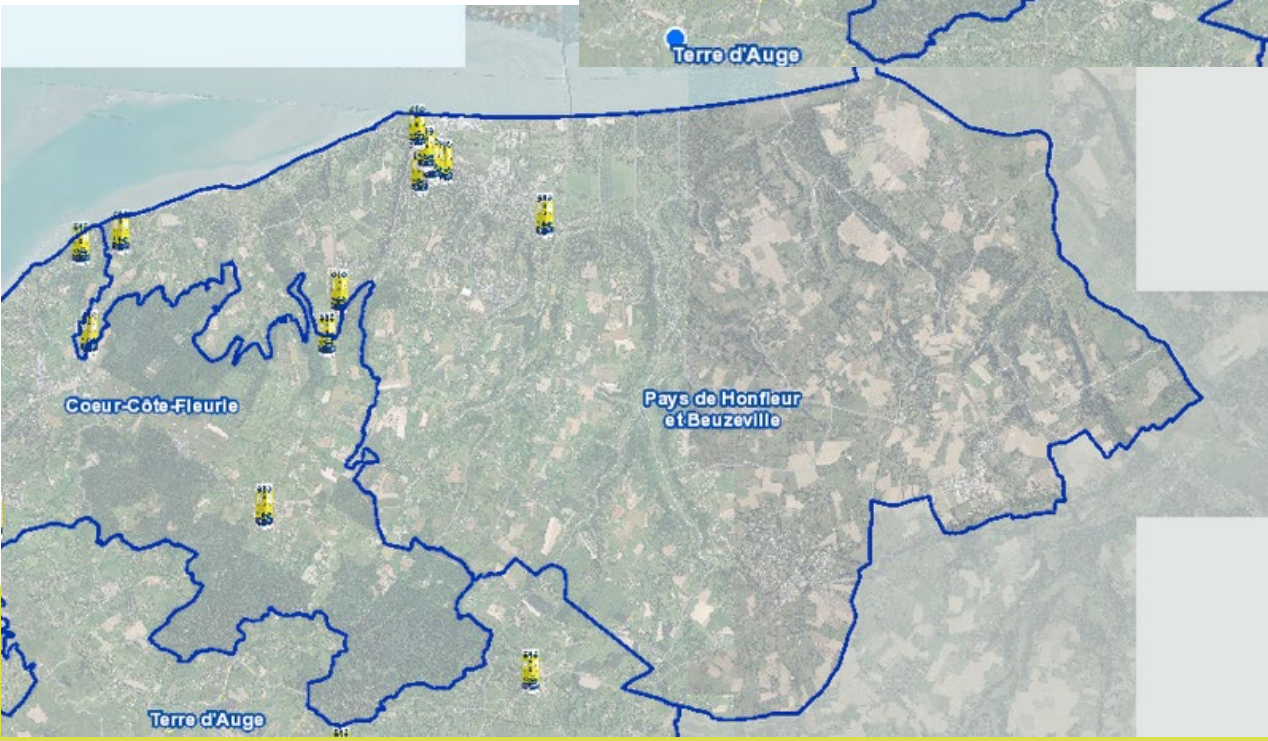 Terre d'Auge
Coeur-Côte-Fleurie
Pays de Honfleur
et Beuzeville
Terre d'Auge